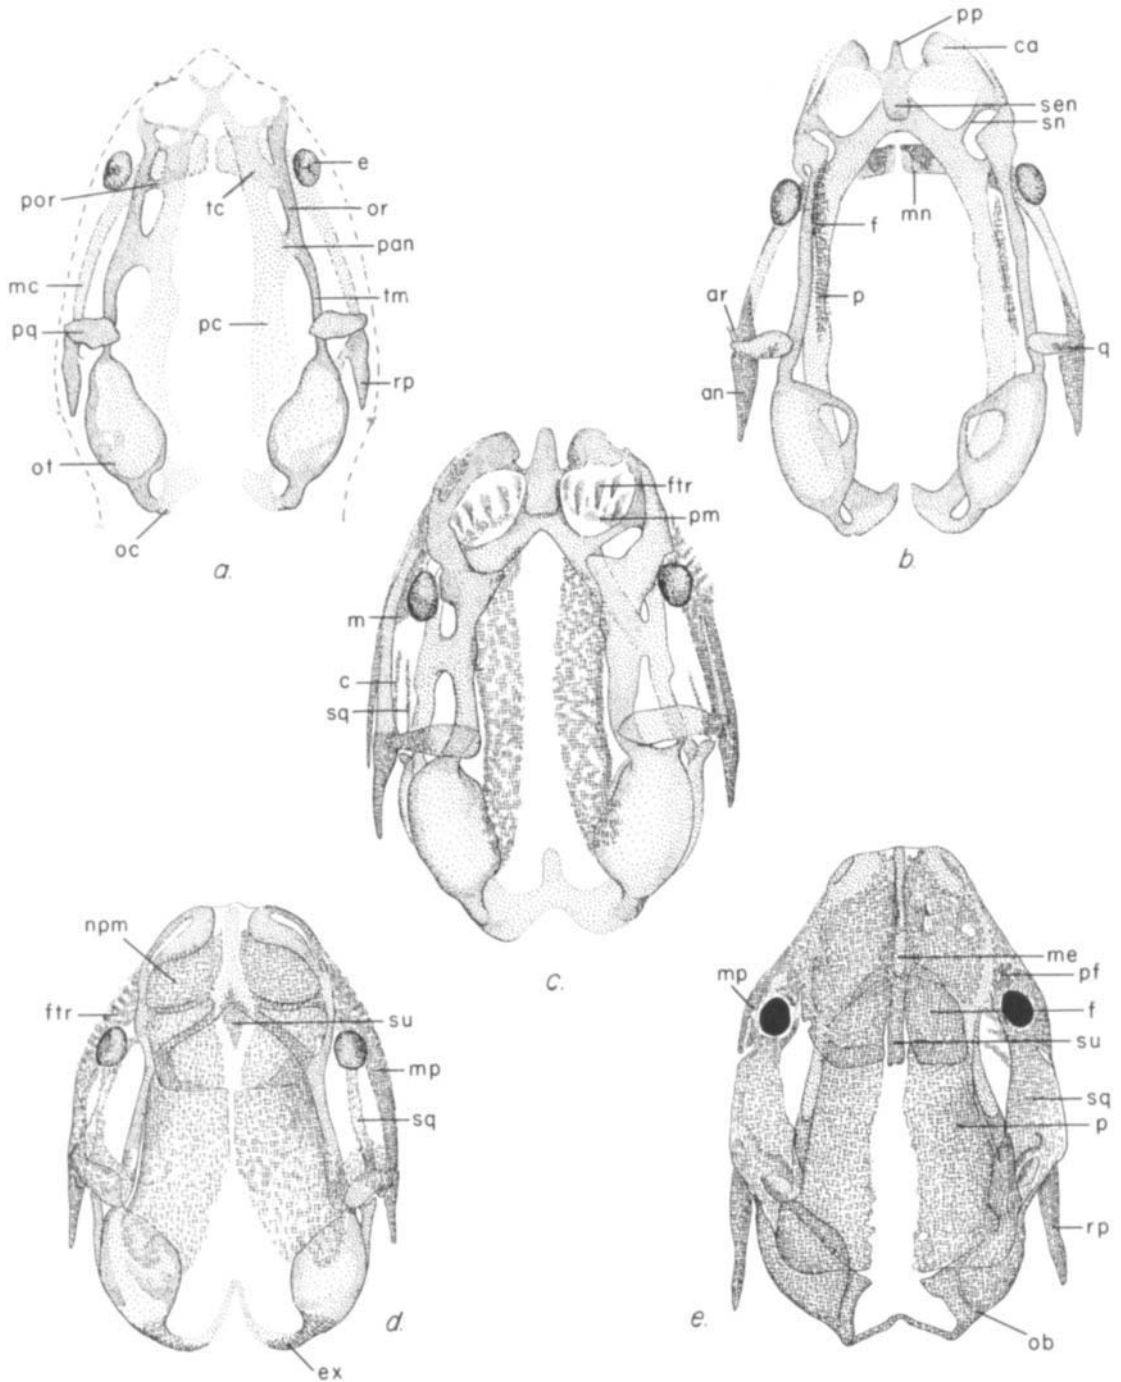 por
tc
e
or
pan
mc
tm
pq
pc
rp
ot
oc
a.
pp
ca
sen
sn
mn
f
p
ar
q
an
b.
ftr
pm
m
c
sq
c.
npm
ftr
su
mp
sq
ex
d.
me
mp
pf
f
su
sq
p
rp
ob
e.